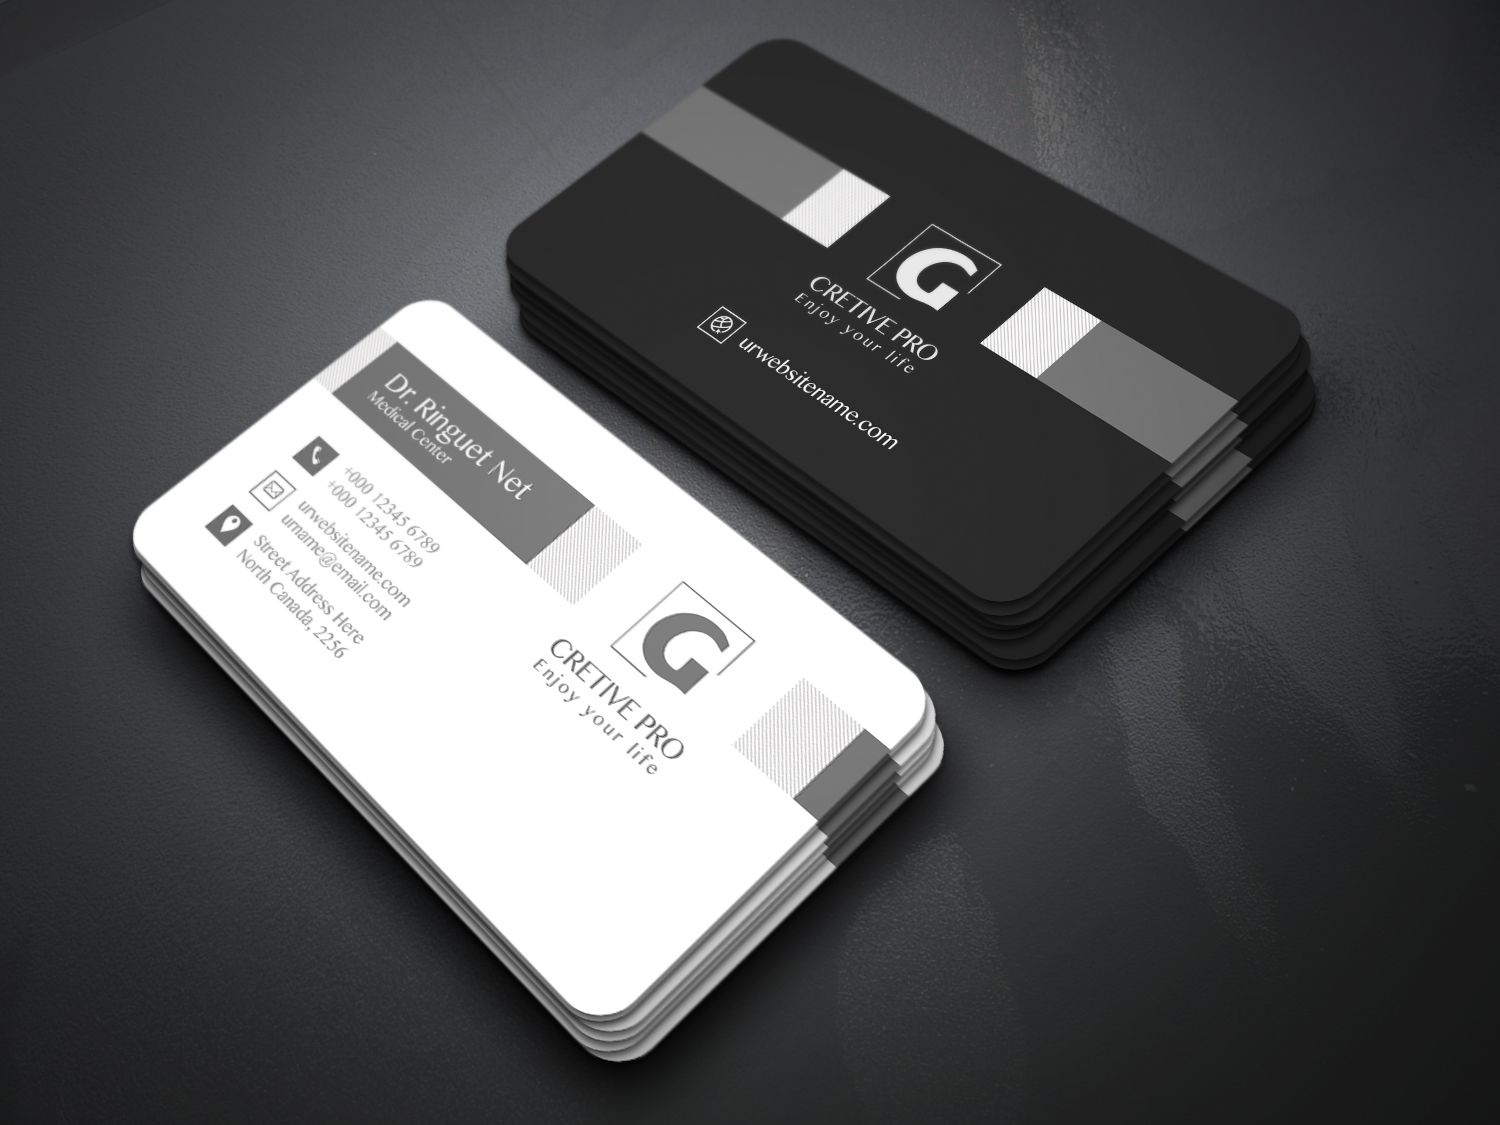 G
CRETIVE PRO
Enjoy your life
urwebsitename.com
Dr. Ringuet Net
Medical Center
+000 12345 6789
+000 12345 6789
urwebsitename.com
urname@email.com
Street Address Here
North Canada, 2256
G
CRETIVE PRO
Enjoy your life